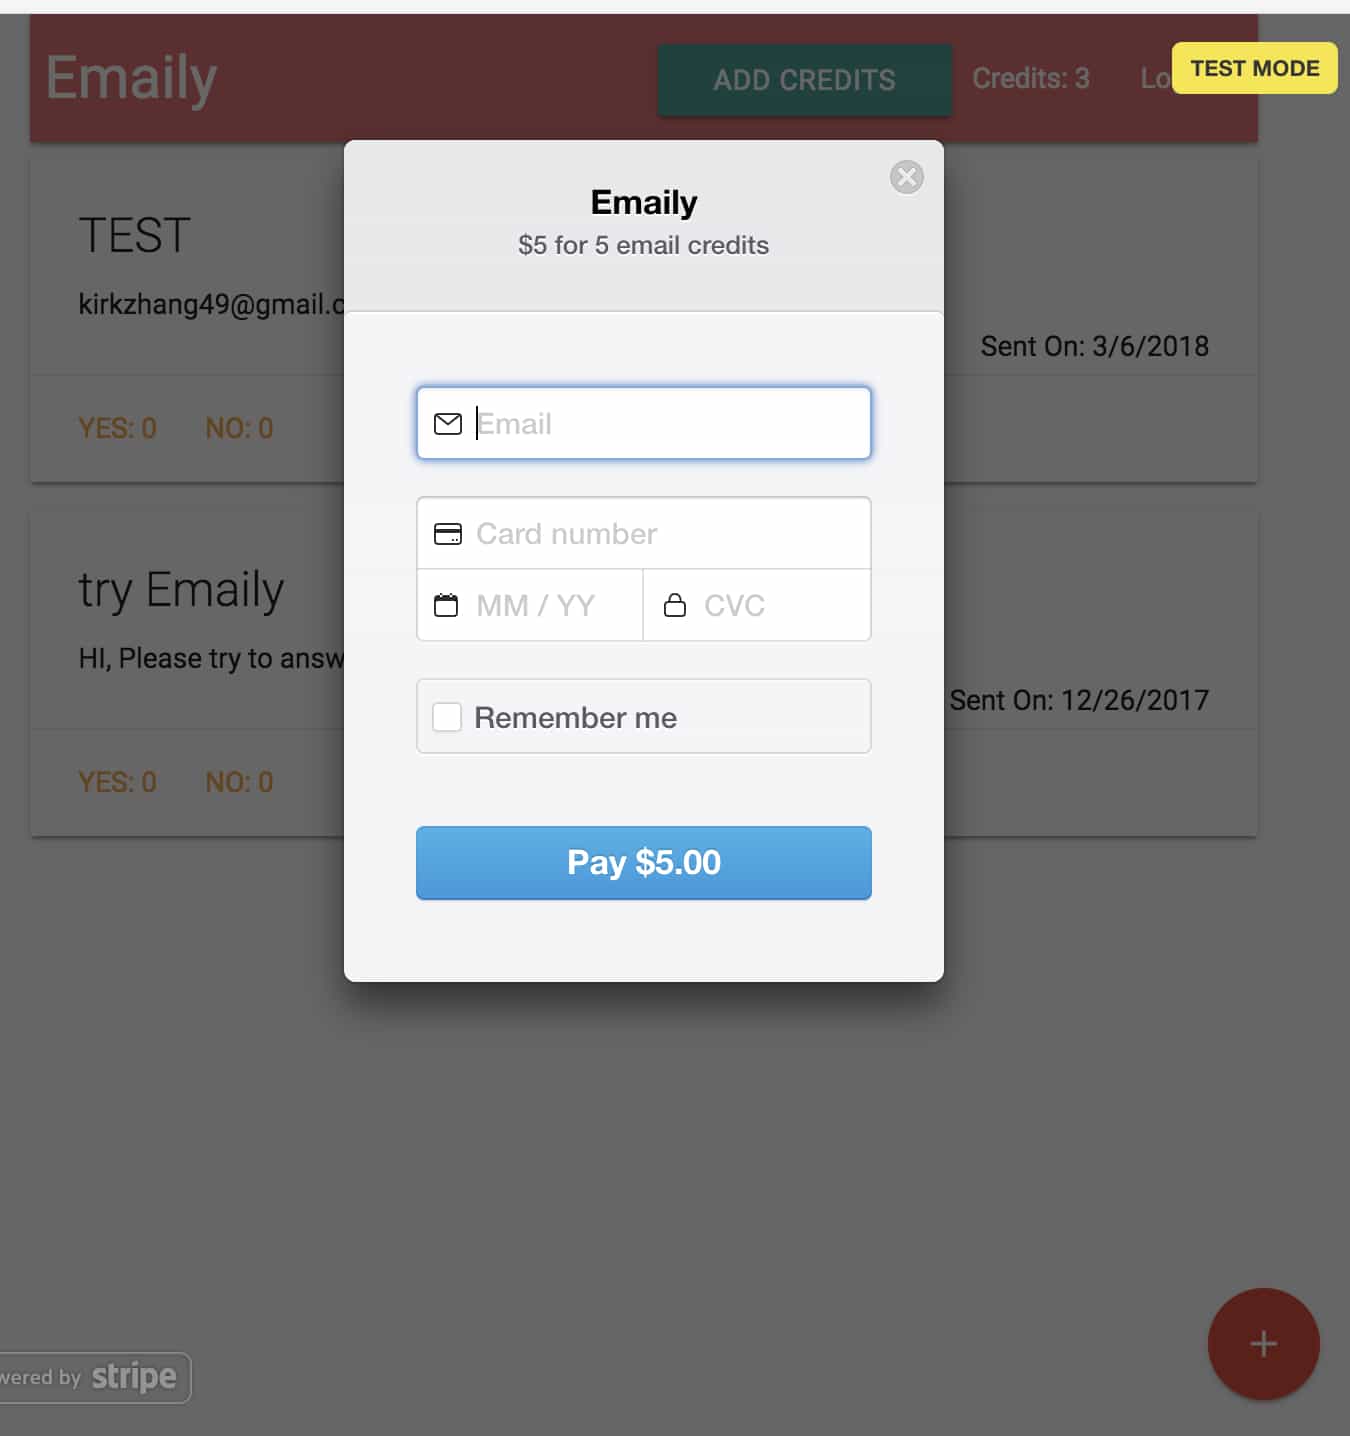 Emaily
ADD CREDITS
Credits: 3
Lo
TEST MODE
Emaily
$5 for 5 email credits
TEST
kirkzhang49@gmail.c
Sent On: 3/6/2018
Email
YES: 0 NO: 0
Card number
MM / YY
CVC
try Emaily
HI, Please try to answ
Sent On: 12/26/2017
Remember me
YES: 0 NO: 0
Pay $5.00
+
wered by stripe